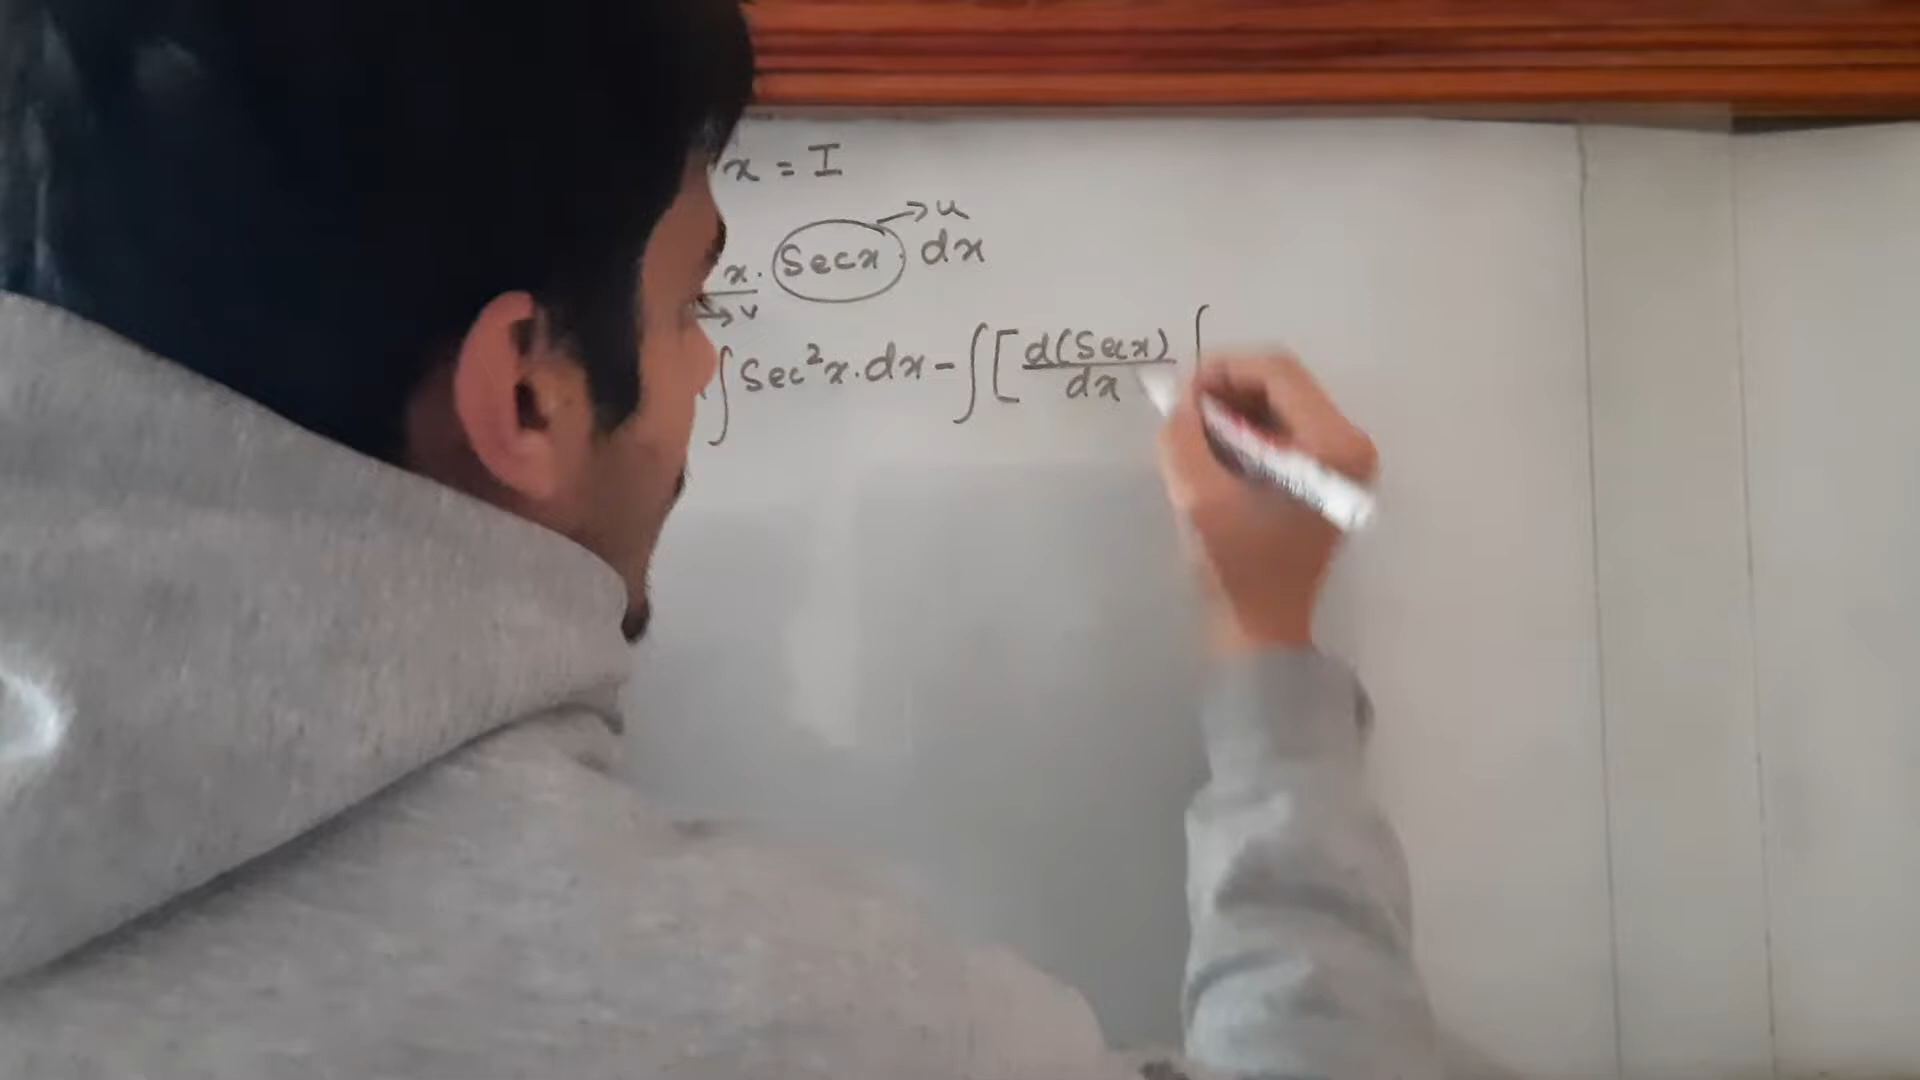 x = I
→ u
x. Secx . dx
→ v
∫ Sec²x.dx - ∫ [ d(Secx)/dx ∫